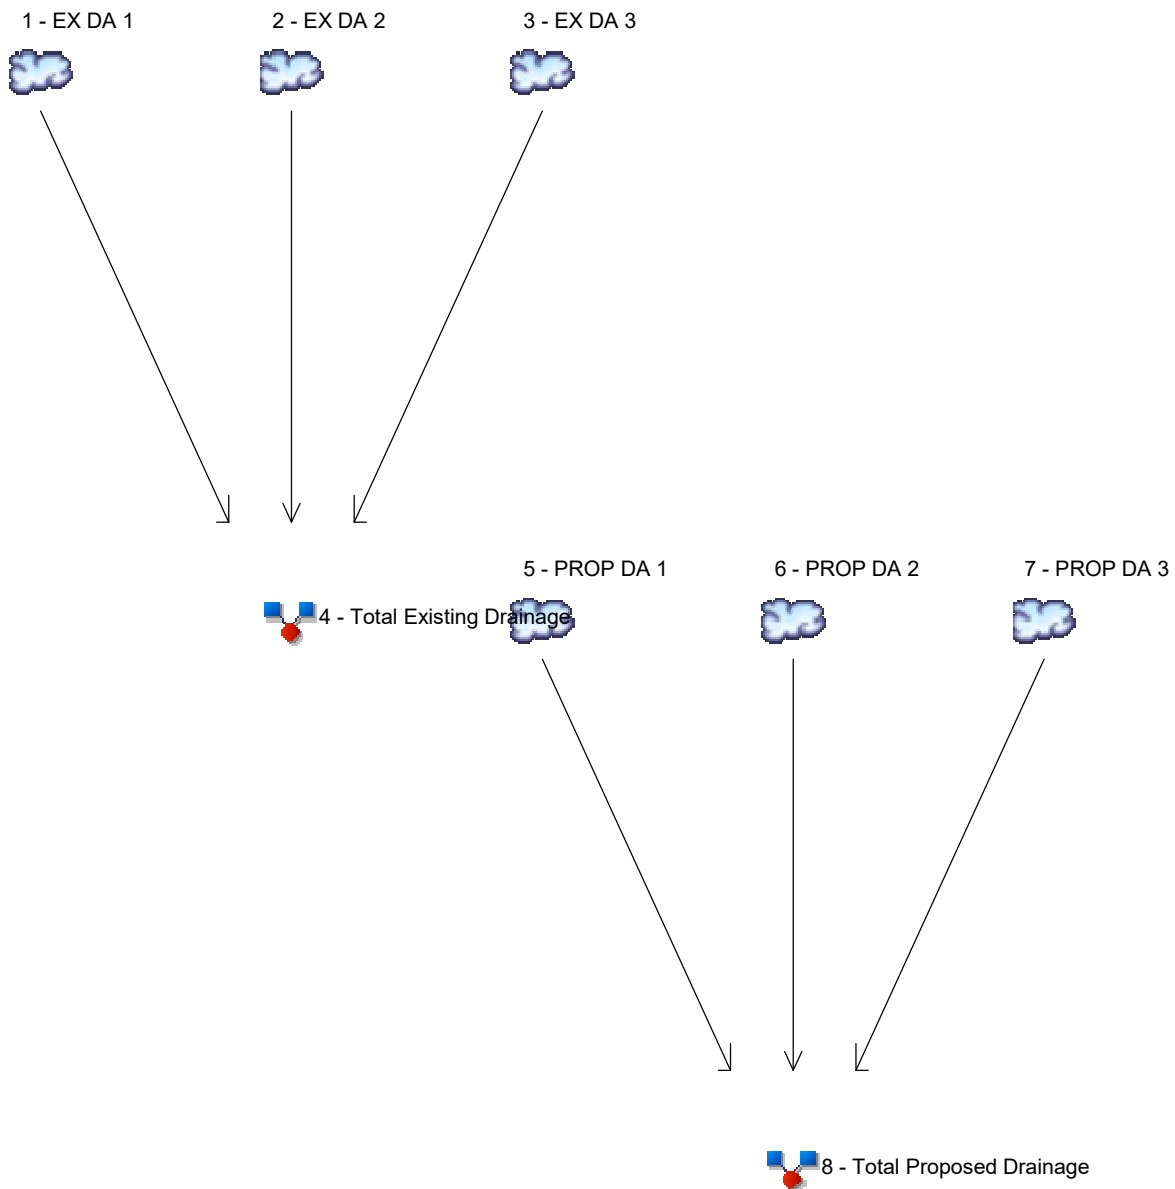 1 - EX DA 1
2 - EX DA 2
3 - EX DA 3
5 - PROP DA 1
6 - PROP DA 2
7 - PROP DA 3
4 - Total Existing Drainage
8 - Total Proposed Drainage